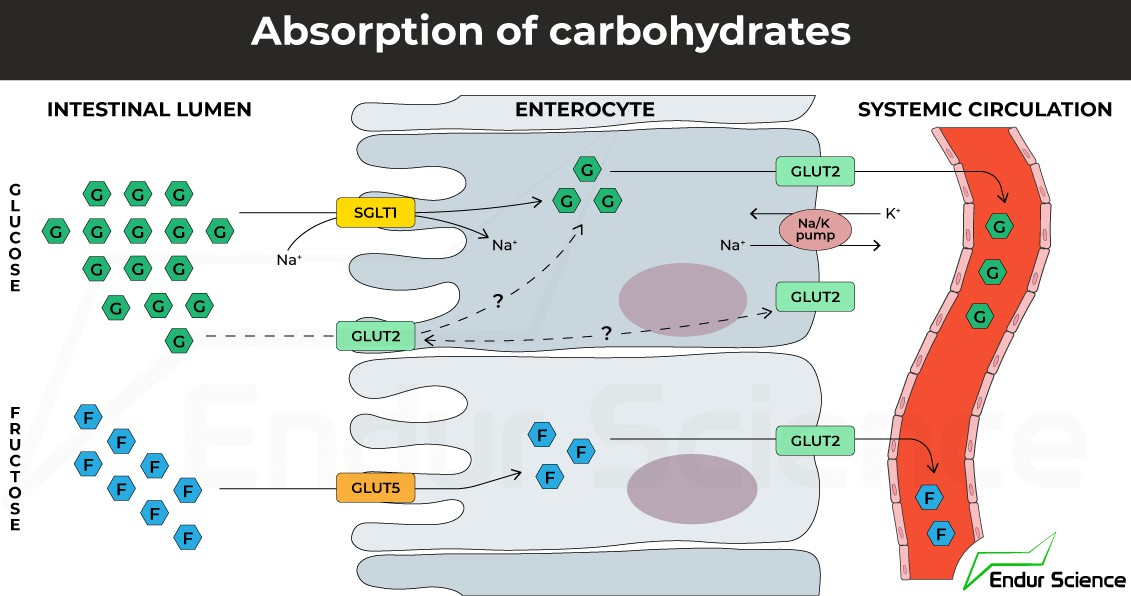 Absorption of carbohydrates
INTESTINAL LUMEN
ENTEROCYTE
SYSTEMIC CIRCULATION
GLUCOSE
G G G
G G G G G
G G G
G G G
G
Na⁺
SGLT1
Na⁺
G
G G
GLUT2
K⁺
Na/K
pump
Na⁺
GLUT2
?
?
GLUT2
G
G
G
FRUCTOSE
F
F
F
F
F
F
F
F
GLUT5
F
F
F
GLUT2
F
F
Endur Science
Endur Science